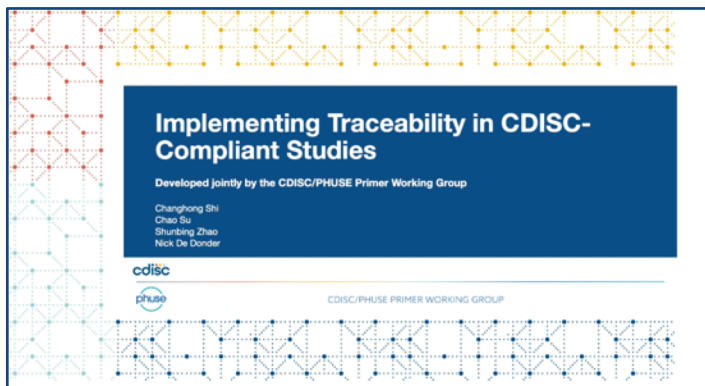 Implementing Traceability in CDISC-
Compliant Studies
Developed jointly by the CDISC/PHUSE Primer Working Group
Changhong Shi
Chao Su
Shunbing Zhao
Nick De Donder
cdisc
phuse
CDISC/PHUSE PRIMER WORKING GROUP